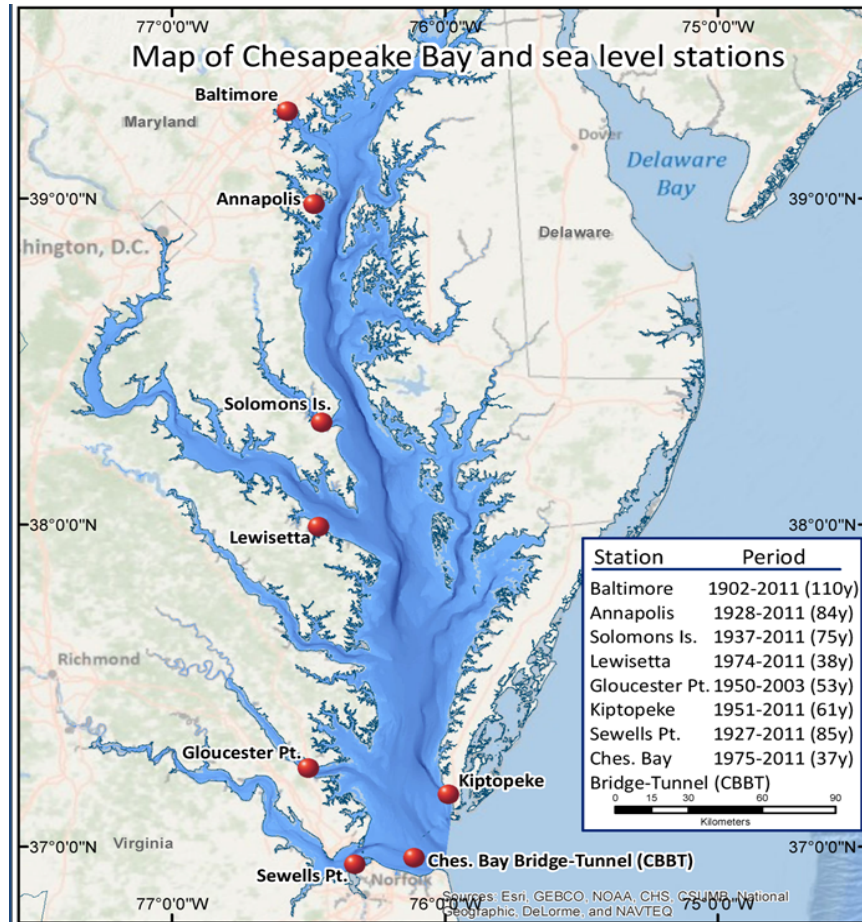 77°0'0"W
76°0'0"W
75°0'0"W
Map of Chesapeake Bay and sea level stations
Baltimore
Maryland
Dover
Delaware
Bay
39°0'0"N
39°0'0"N
Annapolis
hington, D.C.
Delaware
Solomons Is.
38°0'0"N
38°0'0"N
Lewisetta
Station Period
Baltimore 1902-2011 (110y)
Annapolis 1928-2011 (84y)
Solomons Is. 1937-2011 (75y)
Lewisetta 1974-2011 (38y)
Gloucester Pt. 1950-2003 (53y)
Kiptopeke 1951-2011 (61y)
Sewells Pt. 1927-2011 (85y)
Ches. Bay 1975-2011 (37y)
Bridge-Tunnel (CBBT)
0 15 30 60 90
Kilometers
Richmond
Gloucester Pt.
Kiptopeke
Virginia
37°0'0"N
37°0'0"N
Ches. Bay Bridge-Tunnel (CBBT)
Sewells Pt.
Norfolk
Sources: Esri, GEBCO, NOAA, CHS, CSUMB, National
Geographic, DeLorme, and NAVTEQ
77°0'0"W
76°0'0"W
75°0'0"W